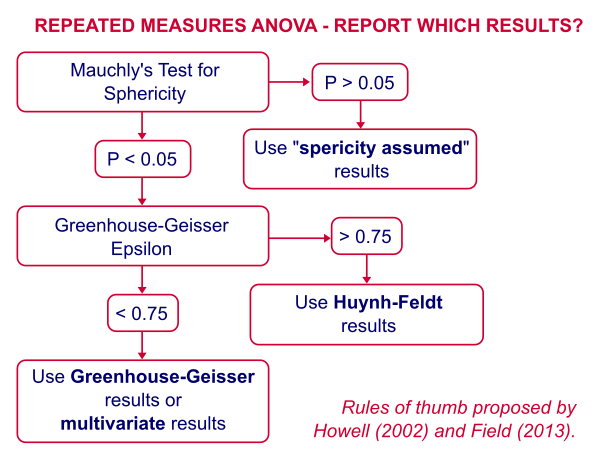 REPEATED MEASURES ANOVA - REPORT WHICH RESULTS?
Mauchly's Test for
Sphericity
P > 0.05
Use "spericity assumed"
results
P < 0.05
Greenhouse-Geisser
Epsilon
> 0.75
Use Huynh-Feldt
results
< 0.75
Use Greenhouse-Geisser
results or
multivariate results
Rules of thumb proposed by
Howell (2002) and Field (2013).